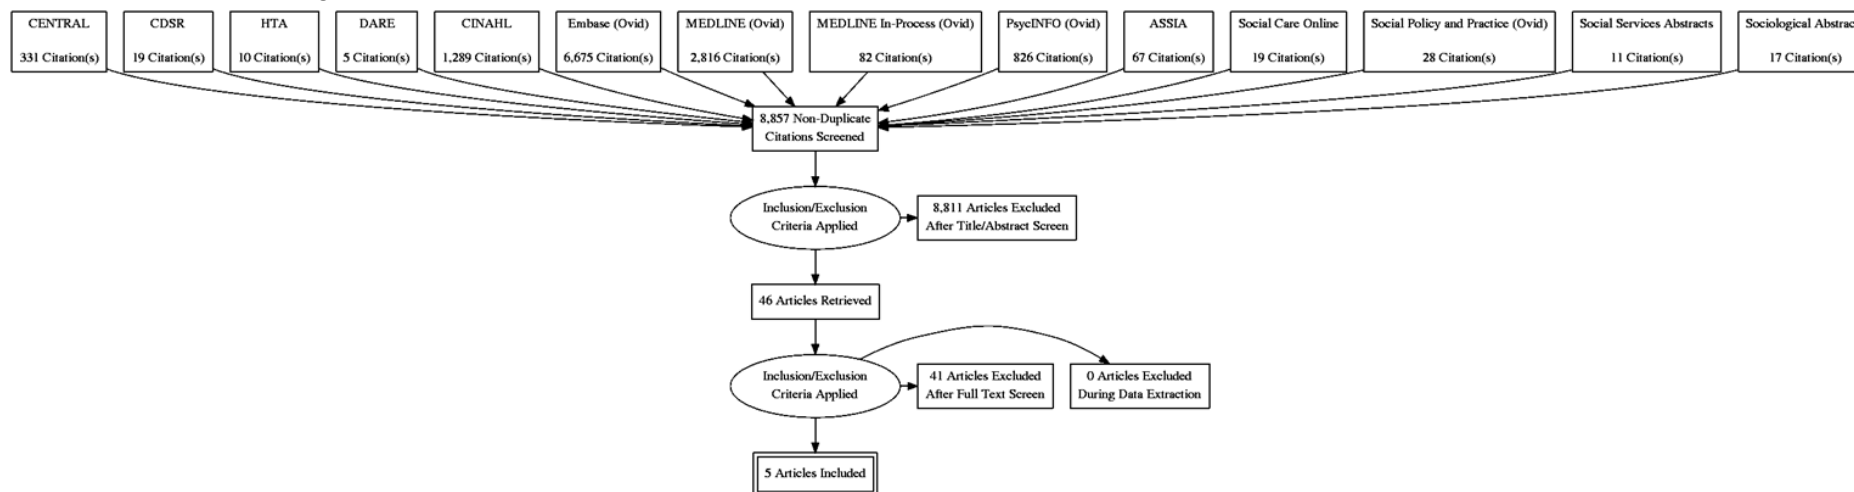 CENTRAL
331 Citation(s)
CDSR
19 Citation(s)
HTA
10 Citation(s)
DARE
5 Citation(s)
CINAHL
1,289 Citation(s)
Embase (Ovid)
6,675 Citation(s)
MEDLINE (Ovid)
2,816 Citation(s)
MEDLINE In-Process (Ovid)
82 Citation(s)
PsycINFO (Ovid)
826 Citation(s)
ASSIA
67 Citation(s)
Social Care Online
19 Citation(s)
Social Policy and Practice (Ovid)
28 Citation(s)
Social Services Abstracts
11 Citation(s)
Sociological Abstrac
17 Citation(s)
8,857 Non-Duplicate
Citations Screened
Inclusion/Exclusion
Criteria Applied
8,811 Articles Excluded
After Title/Abstract Screen
46 Articles Retrieved
Inclusion/Exclusion
Criteria Applied
41 Articles Excluded
After Full Text Screen
0 Articles Excluded
During Data Extraction
5 Articles Included